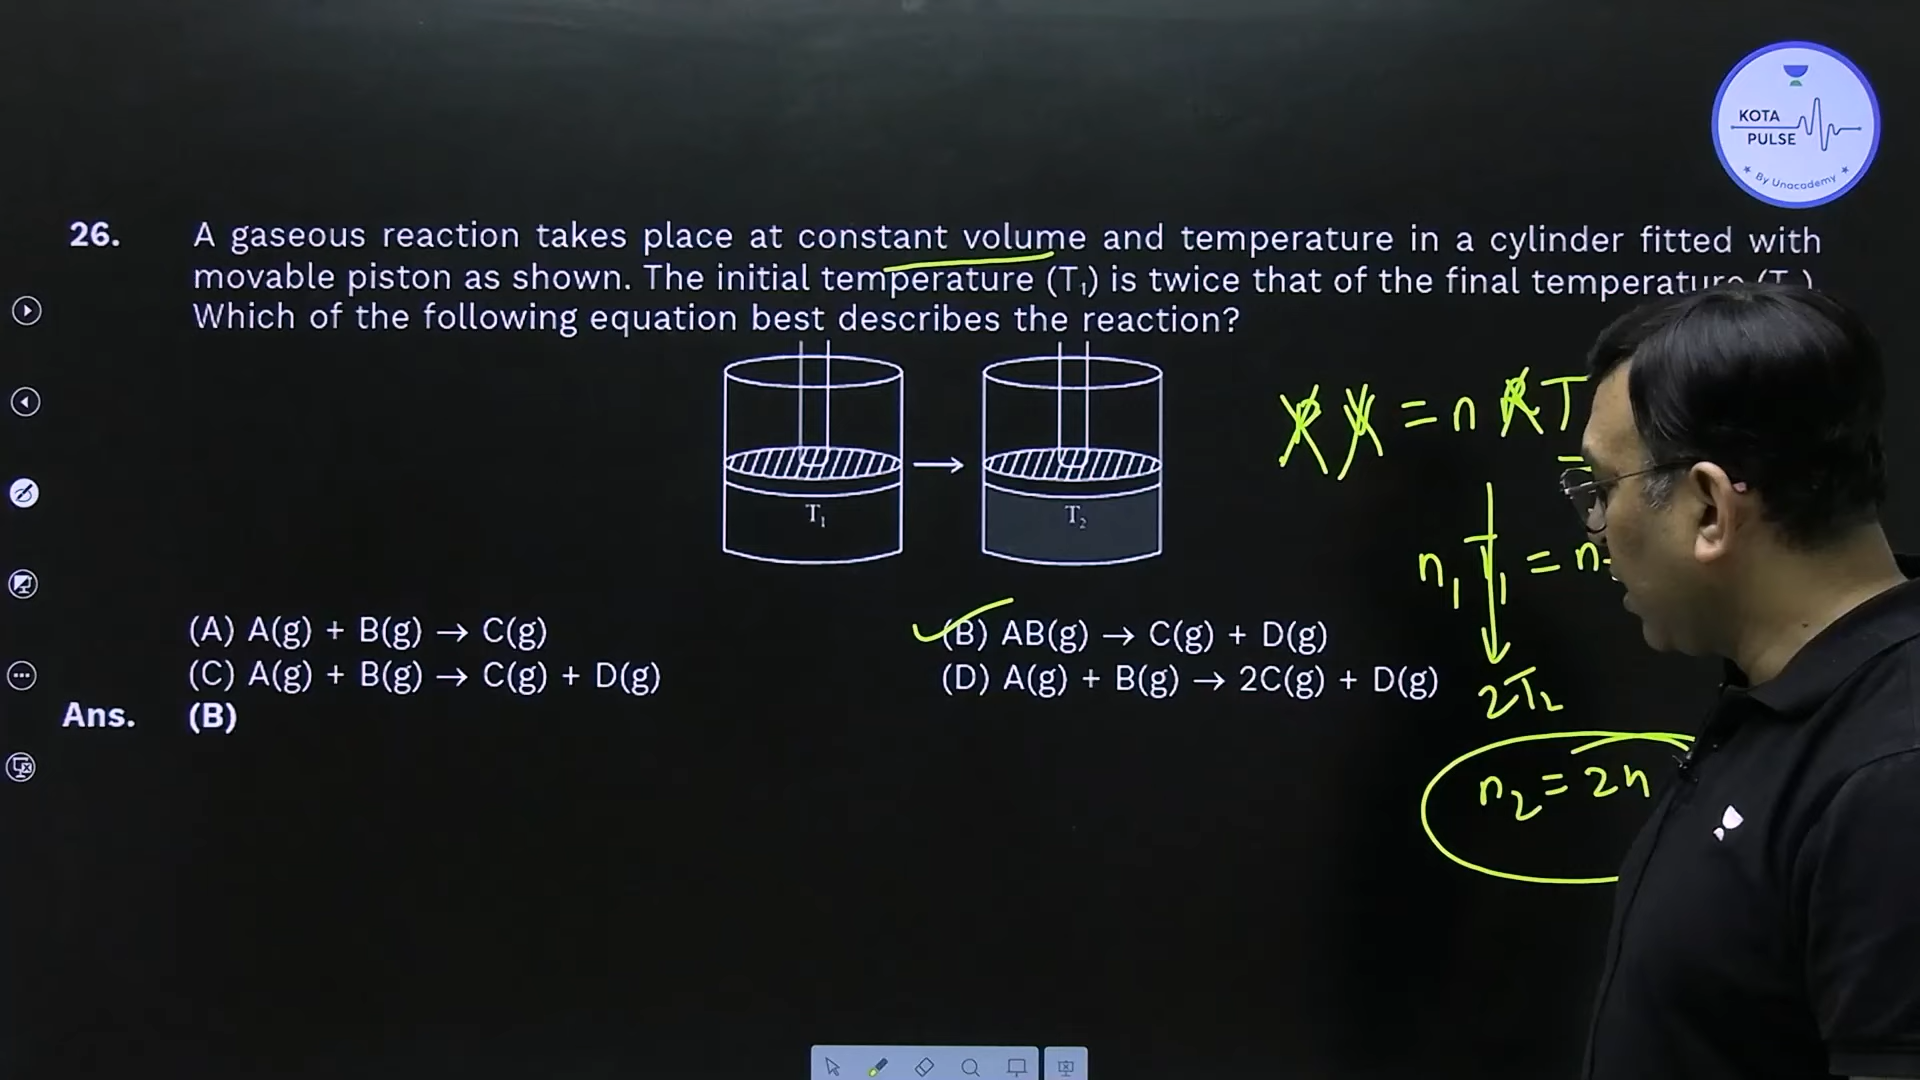 KOTA
PULSE
By Unacademy
26. A gaseous reaction takes place at constant volume and temperature in a cylinder fitted with
movable piston as shown. The initial temperature (T₁) is twice that of the final temperature
Which of the following equation best describes the reaction?
T₁
T₂
n R T
n₁ T₁ = n
2T₂
n₂ = 2n
(A) A(g) + B(g) → C(g)
(B) AB(g) → C(g) + D(g)
(C) A(g) + B(g) → C(g) + D(g)
(D) A(g) + B(g) → 2C(g) + D(g)
Ans. (B)